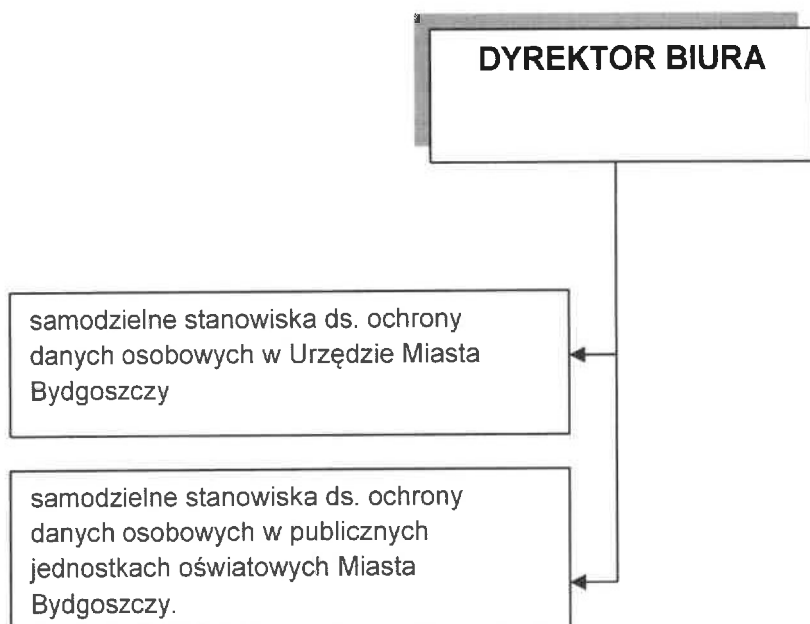 DYREKTOR BIURA
samodzielne stanowiska ds. ochrony
danych osobowych w Urzędzie Miasta
Bydgoszczy
samodzielne stanowiska ds. ochrony
danych osobowych w publicznych
jednostkach oświatowych Miasta
Bydgoszczy.